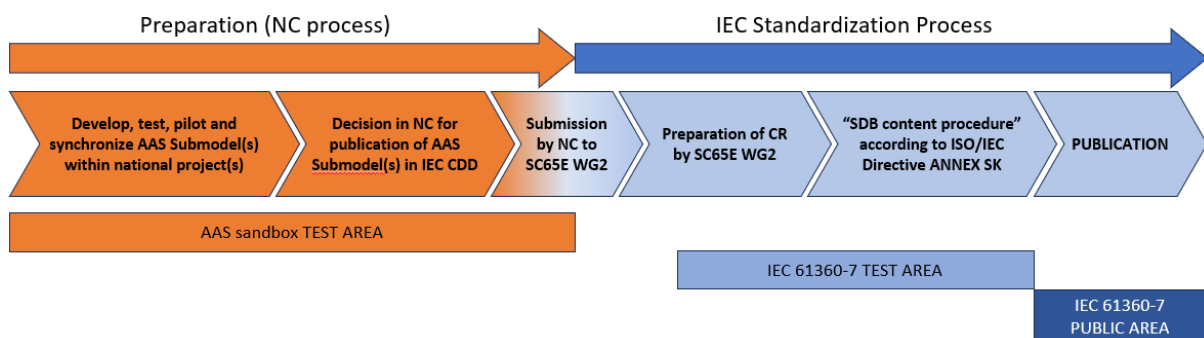 Preparation (NC process)
IEC Standardization Process
Develop, test, pilot and
synchronize AAS Submodel(s)
within national project(s)
Decision in NC for
publication of AAS
Submodel(s) in IEC CDD
Submission
by NC to
SC65E WG2
Preparation of CR
by SC65E WG2
“SDB content procedure”
according to ISO/IEC
Directive ANNEX SK
PUBLICATION
AAS sandbox TEST AREA
IEC 61360-7 TEST AREA
IEC 61360-7
PUBLIC AREA